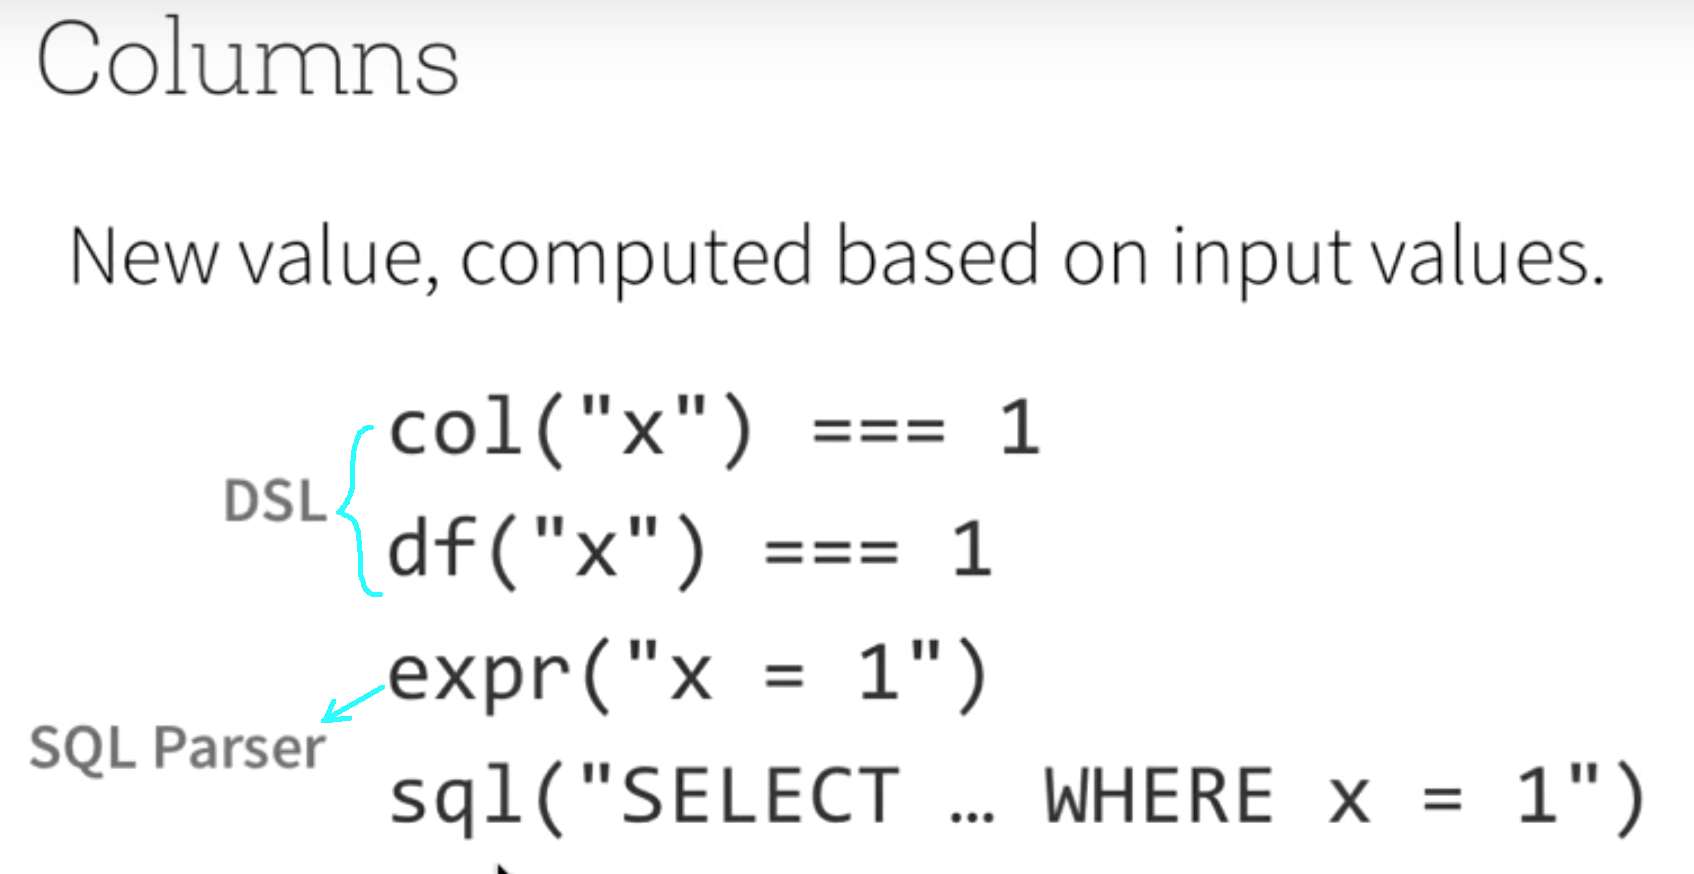 Columns
New value, computed based on input values.
col("x") === 1
DSL
df("x") === 1
expr("x = 1")
SQL Parser
sql("SELECT … WHERE x = 1")